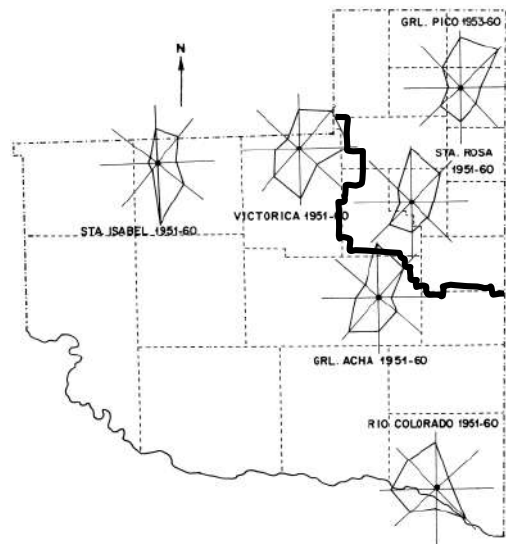 GRL. PICO 1953-60
N
STA. ROSA
1951-60
VICTORICA 1951-60
STA. ISABEL 1951-60
GRL. ACHA 1951-60
RIO COLORADO 1951-60